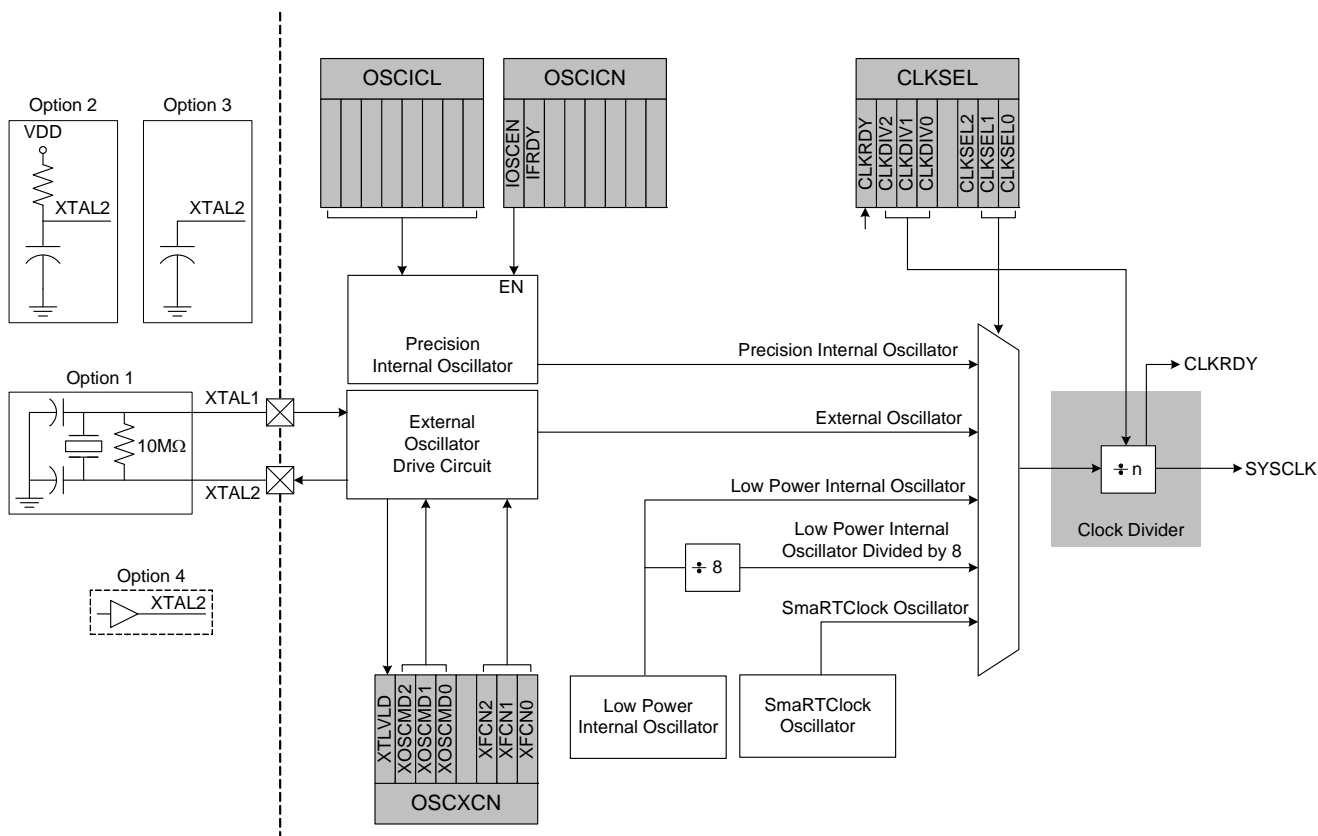 Option 2
VDD
XTAL2
Option 3
XTAL2
OSCICL
OSCICN
IOSCEN
IFRDY
CLKSEL
CLKRDY
CLKDIV2
CLKDIV1
CLKDIV0
CLKSEL2
CLKSEL1
CLKSEL0
EN
Precision
Internal Oscillator
Precision Internal Oscillator
CLKRDY
Option 1
10MΩ
XTAL1
XTAL2
External
Oscillator
Drive Circuit
External Oscillator
÷ n
SYSCLK
Clock Divider
Low Power Internal Oscillator
Low Power Internal
Oscillator Divided by 8
÷ 8
SmaRTClock Oscillator
Option 4
XTAL2
XTLVLD
XOSCMD2
XOSCMD1
XOSCMD0
XFCN2
XFCN1
XFCN0
OSCXCN
Low Power
Internal Oscillator
SmaRTClock
Oscillator